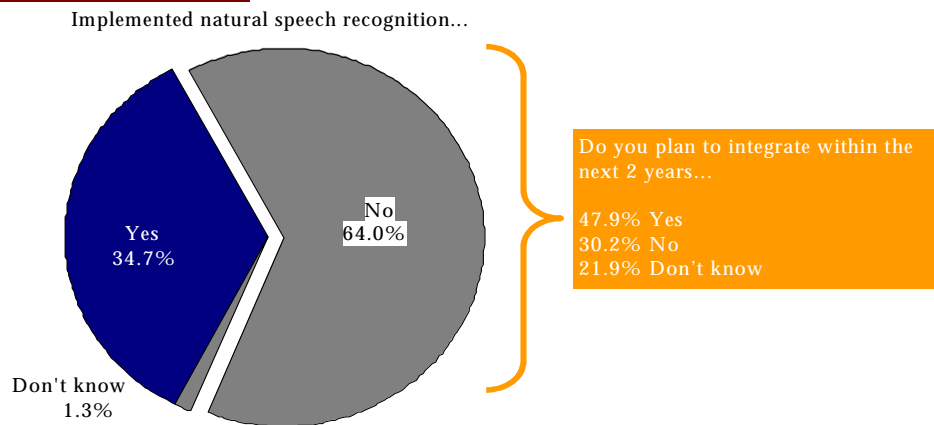 Implemented natural speech recognition...
Do you plan to integrate within the
next 2 years...
47.9% Yes
30.2% No
21.9% Don't know
No
64.0%
Yes
34.7%
Don't know
1.3%